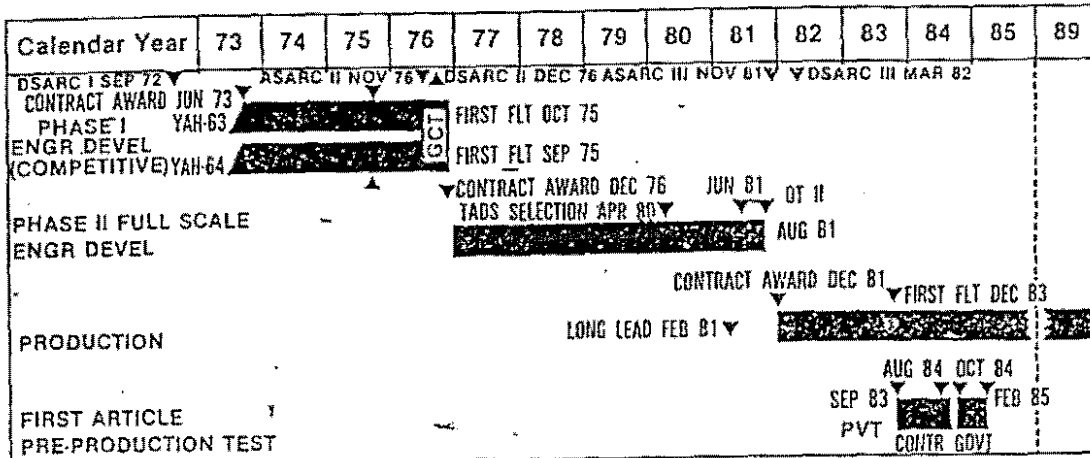 Calendar Year 73 74 75 76 77 78 79 80 81 82 83 84 85 89
DSARC I SEP 72 ASARC II NOV 76 DSARC II DEC 76 ASARC III NOV 81 DSARC III MAR 82
CONTRACT AWARD JUN 73
PHASE I YAH-63 FIRST FLT OCT 75
ENGR DEVEL GCT
(COMPETITIVE) YAH-64 FIRST FLT SEP 75
CONTRACT AWARD DEC 76 JUN 81 OT II
PHASE II FULL SCALE TADS SELECTION APR 80
ENGR DEVEL AUG 81
CONTRACT AWARD DEC 81 FIRST FLT DEC 83
PRODUCTION LONG LEAD FEB 81
AUG 84 OCT 84
SEP 83 FEB 85
FIRST ARTICLE PVT
PRE-PRODUCTION TEST CONTR GOVT